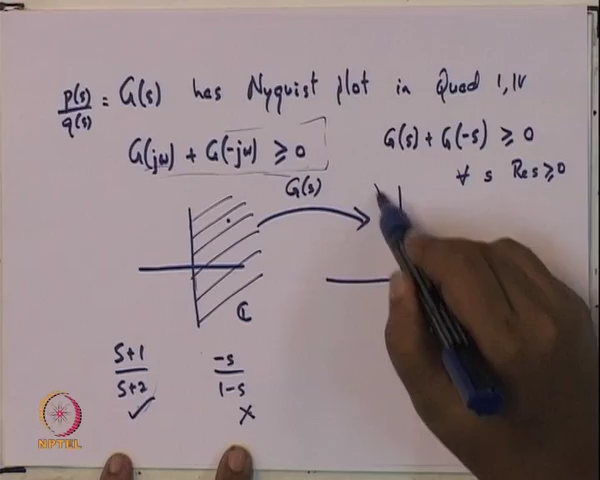 p(s)/q(s) = G(s) has Nyquist plot in Quad I, IV
G(jω) + G(-jω) ≥ 0
G(s) + G(-s) ≥ 0
∀ s Re s ≥ 0
G(s)
ℂ
s+1/s+2 ✓
-s/1-s ✗
NPTEL